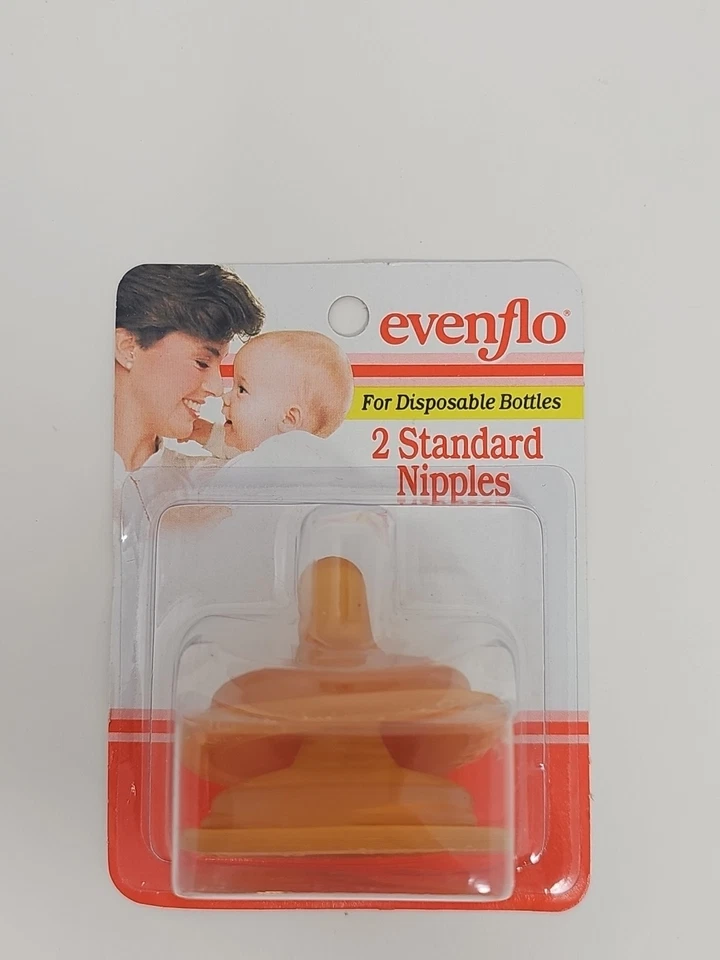 evenflo®
For Disposable Bottles
2 Standard
Nipples